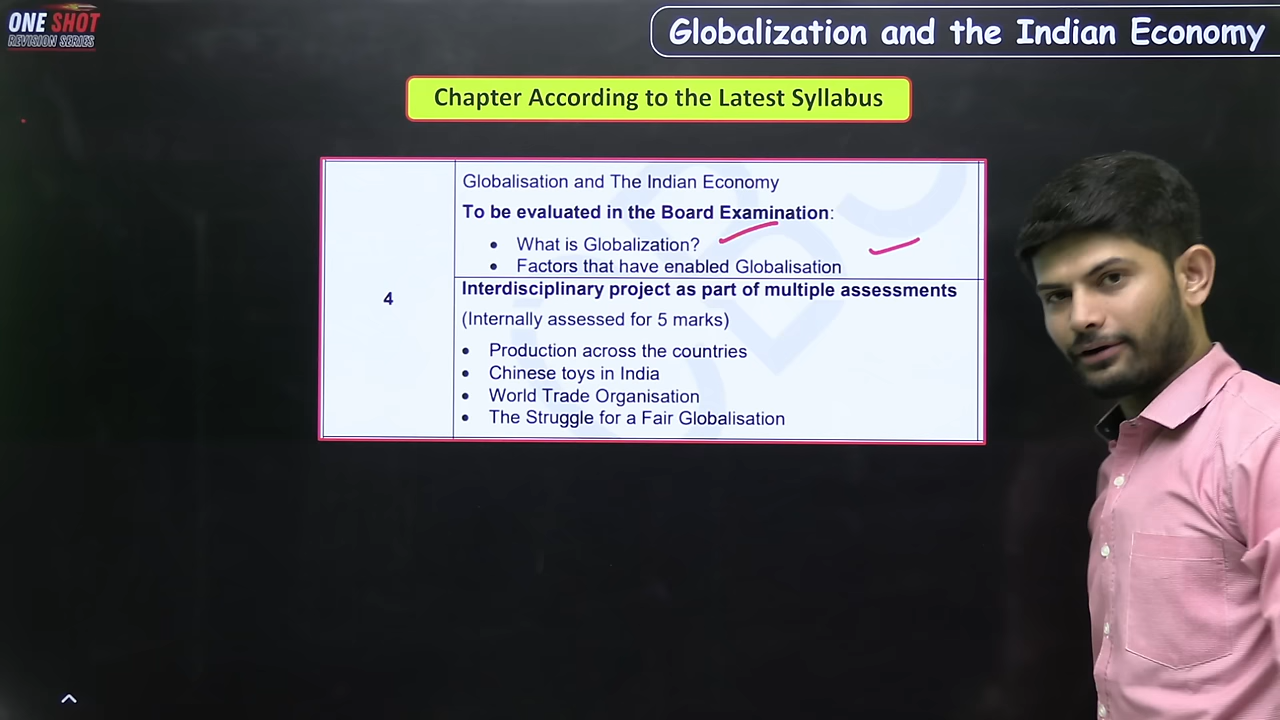 ONE SHOT
REVISION SERIES
Globalization and the Indian Economy
Chapter According to the Latest Syllabus
4
Globalisation and The Indian Economy
To be evaluated in the Board Examination:
• What is Globalization?
• Factors that have enabled Globalisation
Interdisciplinary project as part of multiple assessments
(Internally assessed for 5 marks)
• Production across the countries
• Chinese toys in India
• World Trade Organisation
• The Struggle for a Fair Globalisation